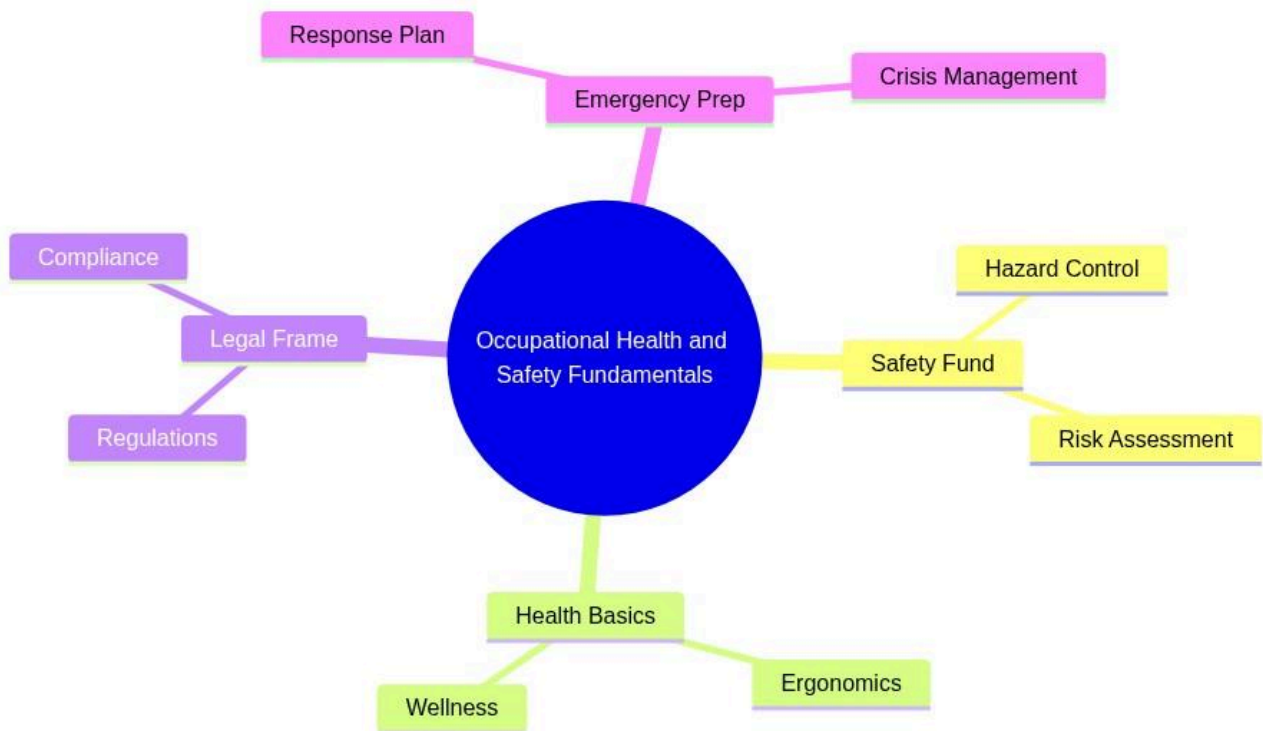 Response Plan
Crisis Management
Emergency Prep
Compliance
Hazard Control
Legal Frame
Occupational Health and
Safety Fundamentals
Safety Fund
Regulations
Risk Assessment
Health Basics
Ergonomics
Wellness